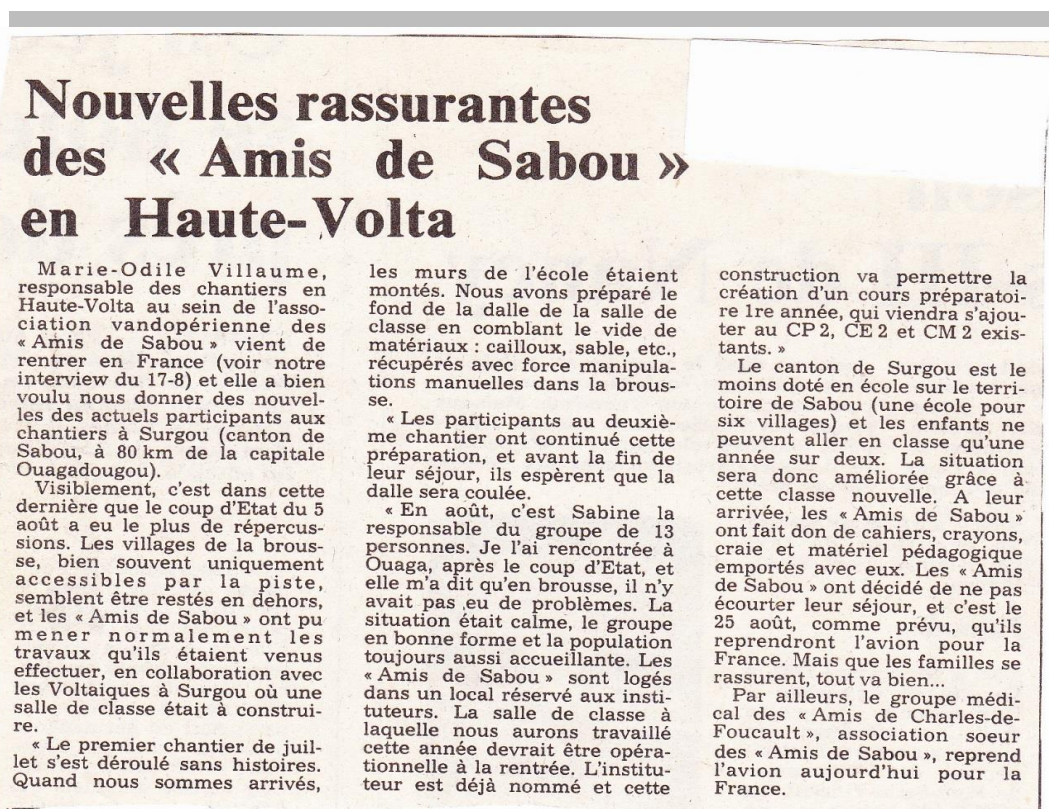 Nouvelles rassurantes
des « Amis de Sabou »
en Haute-Volta
Marie-Odile Villaume,
responsable des chantiers en
Haute-Volta au sein de l'asso-
ciation vandopérienne des
« Amis de Sabou » vient de
rentrer en France (voir notre
interview du 17-8) et elle a bien
voulu nous donner des nouvel-
les des actuels participants aux
chantiers à Surgou (canton de
Sabou, à 80 km de la capitale
Ouagadougou).
Visiblement, c'est dans cette
dernière que le coup d'Etat du 5
août a eu le plus de répercus-
sions. Les villages de la brous-
se, bien souvent uniquement
accessibles par la piste,
semblent être restés en dehors,
et les « Amis de Sabou » ont pu
mener normalement les
travaux qu'ils étaient venus
effectuer, en collaboration avec
les Voltaiques à Surgou où une
salle de classe était à construi-
re.
« Le premier chantier de juil-
let s'est déroulé sans histoires.
Quand nous sommes arrivés,
les murs de l'école étaient
montés. Nous avons préparé le
fond de la dalle de la salle de
classe en comblant le vide de
matériaux : cailloux, sable, etc.,
récupérés avec force manipula-
tions manuelles dans la brous-
se.
« Les participants au deuxiè-
me chantier ont continué cette
préparation, et avant la fin de
leur séjour, ils espèrent que la
dalle sera coulée.
« En août, c'est Sabine la
responsable du groupe de 13
personnes. Je l'ai rencontrée à
Ouaga, après le coup d'Etat, et
elle m'a dit qu'en brousse, il n'y
avait pas eu de problèmes. La
situation était calme, le groupe
en bonne forme et la population
toujours aussi accueillante. Les
« Amis de Sabou » sont logés
dans un local réservé aux insti-
tuteurs. La salle de classe à
laquelle nous aurons travaillé
cette année devrait être opéra-
tionnelle à la rentrée. L'institu-
teur est déjà nommé et cette
construction va permettre la
création d'un cours préparatoi-
re 1re année, qui viendra s'ajou-
ter au CP 2, CE 2 et CM 2 exis-
tants. »
Le canton de Surgou est le
moins doté en école sur le terri-
toire de Sabou (une école pour
six villages) et les enfants ne
peuvent aller en classe qu'une
année sur deux. La situation
sera donc améliorée grâce à
cette classe nouvelle. A leur
arrivée, les « Amis de Sabou »
ont fait don de cahiers, crayons,
craie et matériel pédagogique
emportés avec eux. Les « Amis
de Sabou » ont décidé de ne pas
écourter leur séjour, et c'est le
25 août, comme prévu, qu'ils
reprendront l'avion pour la
France. Mais que les familles se
rassurent, tout va bien...
Par ailleurs, le groupe médi-
cal des « Amis de Charles-de-
Foucault », association soeur
des « Amis de Sabou », reprend
l'avion aujourd'hui pour la
France.